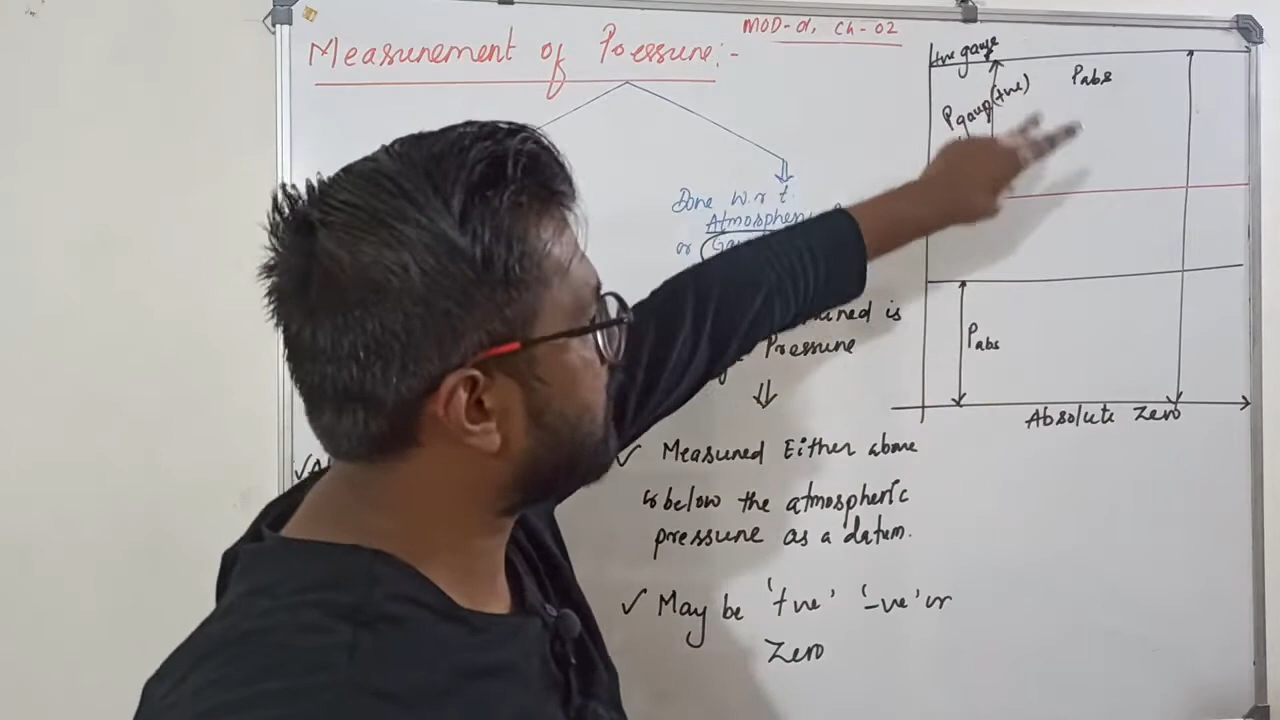 MOD-01, Ch-02
Measurement of Pressure:-
Done w.r.t.
Atmospheric
or
is
Pressure
✓ Measured Either above
or below the atmospheric
pressure as a datum.
✓ May be '+ve' '-ve' or
Zero
+ve gauge
Pgauge(+ve)
Pabs
Pabs
Absolute Zero